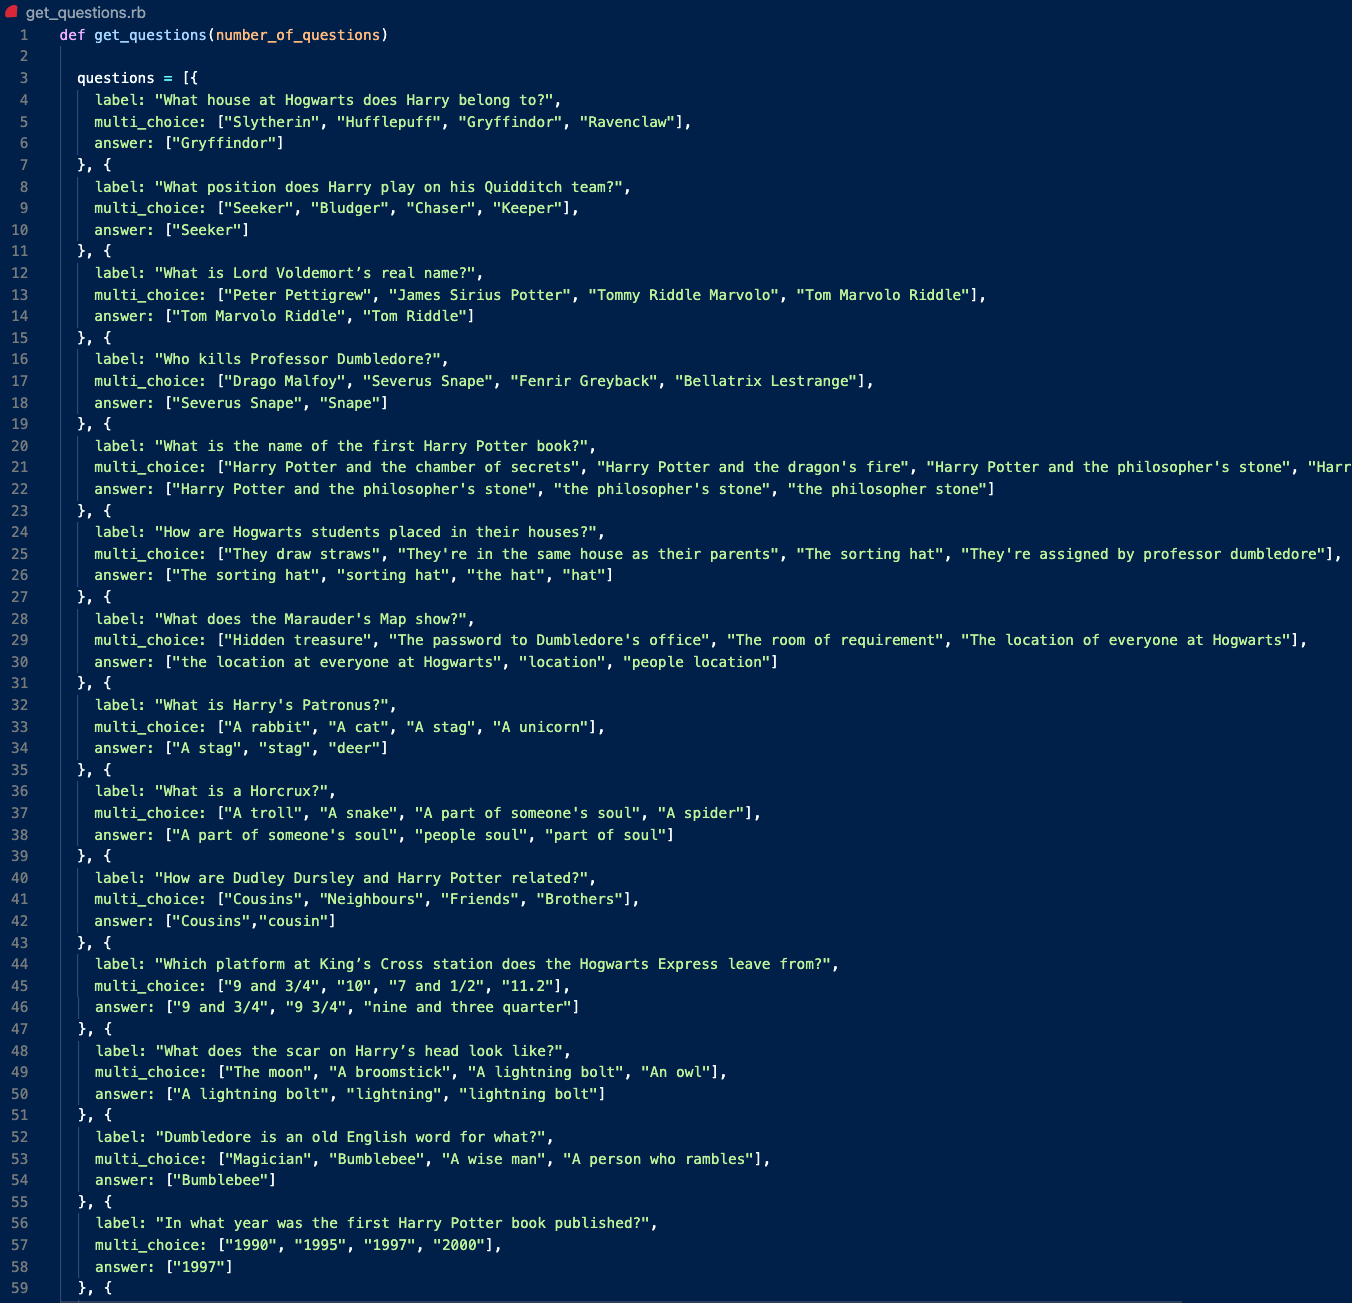 get_questions.rb
1 def get_questions(number_of_questions)
2
3 questions = [{
4 label: "What house at Hogwarts does Harry belong to?",
5 multi_choice: ["Slytherin", "Hufflepuff", "Gryffindor", "Ravenclaw"],
6 answer: ["Gryffindor"]
7 }, {
8 label: "What position does Harry play on his Quidditch team?",
9 multi_choice: ["Seeker", "Bludger", "Chaser", "Keeper"],
10 answer: ["Seeker"]
11 }, {
12 label: "What is Lord Voldemort’s real name?",
13 multi_choice: ["Peter Pettigrew", "James Sirius Potter", "Tommy Riddle Marvolo", "Tom Marvolo Riddle"],
14 answer: ["Tom Marvolo Riddle", "Tom Riddle"]
15 }, {
16 label: "Who kills Professor Dumbledore?",
17 multi_choice: ["Drago Malfoy", "Severus Snape", "Fenrir Greyback", "Bellatrix Lestrange"],
18 answer: ["Severus Snape", "Snape"]
19 }, {
20 label: "What is the name of the first Harry Potter book?",
21 multi_choice: ["Harry Potter and the chamber of secrets", "Harry Potter and the dragon's fire", "Harry Potter and the philosopher's stone", "Harr
22 answer: ["Harry Potter and the philosopher's stone", "the philosopher's stone", "the philosopher stone"]
23 }, {
24 label: "How are Hogwarts students placed in their houses?",
25 multi_choice: ["They draw straws", "They're in the same house as their parents", "The sorting hat", "They're assigned by professor dumbledore"],
26 answer: ["The sorting hat", "sorting hat", "the hat", "hat"]
27 }, {
28 label: "What does the Marauder's Map show?",
29 multi_choice: ["Hidden treasure", "The password to Dumbledore's office", "The room of requirement", "The location of everyone at Hogwarts"],
30 answer: ["the location at everyone at Hogwarts", "location", "people location"]
31 }, {
32 label: "What is Harry's Patronus?",
33 multi_choice: ["A rabbit", "A cat", "A stag", "A unicorn"],
34 answer: ["A stag", "stag", "deer"]
35 }, {
36 label: "What is a Horcrux?",
37 multi_choice: ["A troll", "A snake", "A part of someone's soul", "A spider"],
38 answer: ["A part of someone's soul", "people soul", "part of soul"]
39 }, {
40 label: "How are Dudley Dursley and Harry Potter related?",
41 multi_choice: ["Cousins", "Neighbours", "Friends", "Brothers"],
42 answer: ["Cousins","cousin"]
43 }, {
44 label: "Which platform at King’s Cross station does the Hogwarts Express leave from?",
45 multi_choice: ["9 and 3/4", "10", "7 and 1/2", "11.2"],
46 answer: ["9 and 3/4", "9 3/4", "nine and three quarter"]
47 }, {
48 label: "What does the scar on Harry’s head look like?",
49 multi_choice: ["The moon", "A broomstick", "A lightning bolt", "An owl"],
50 answer: ["A lightning bolt", "lightning", "lightning bolt"]
51 }, {
52 label: "Dumbledore is an old English word for what?",
53 multi_choice: ["Magician", "Bumblebee", "A wise man", "A person who rambles"],
54 answer: ["Bumblebee"]
55 }, {
56 label: "In what year was the first Harry Potter book published?",
57 multi_choice: ["1990", "1995", "1997", "2000"],
58 answer: ["1997"]
59 }, {